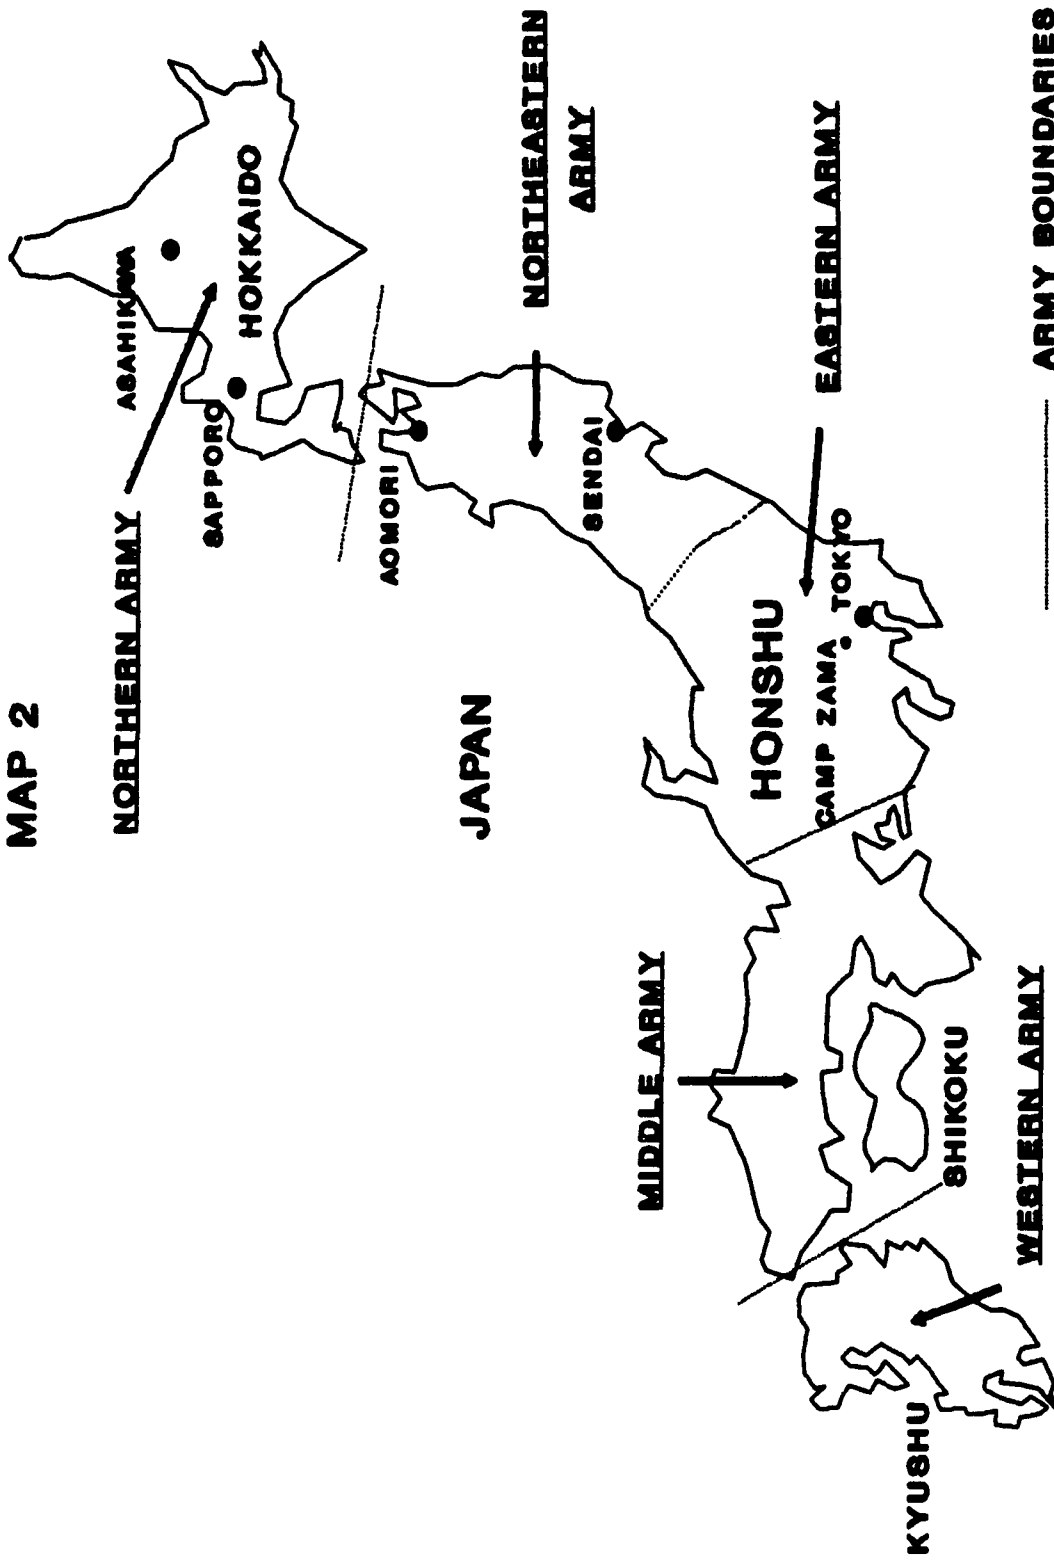 MAP 2
NORTHERN ARMY
ASAHIKAWA
SAPPORO
HOKKAIDO
AOMORI
JAPAN
NORTHEASTERN
ARMY
SENDAI
MIDDLE ARMY
HONSHU
EASTERN ARMY
CAMP ZAMA
TOKYO
SHIKOKU
KYUSHU
WESTERN ARMY
ARMY BOUNDARIES